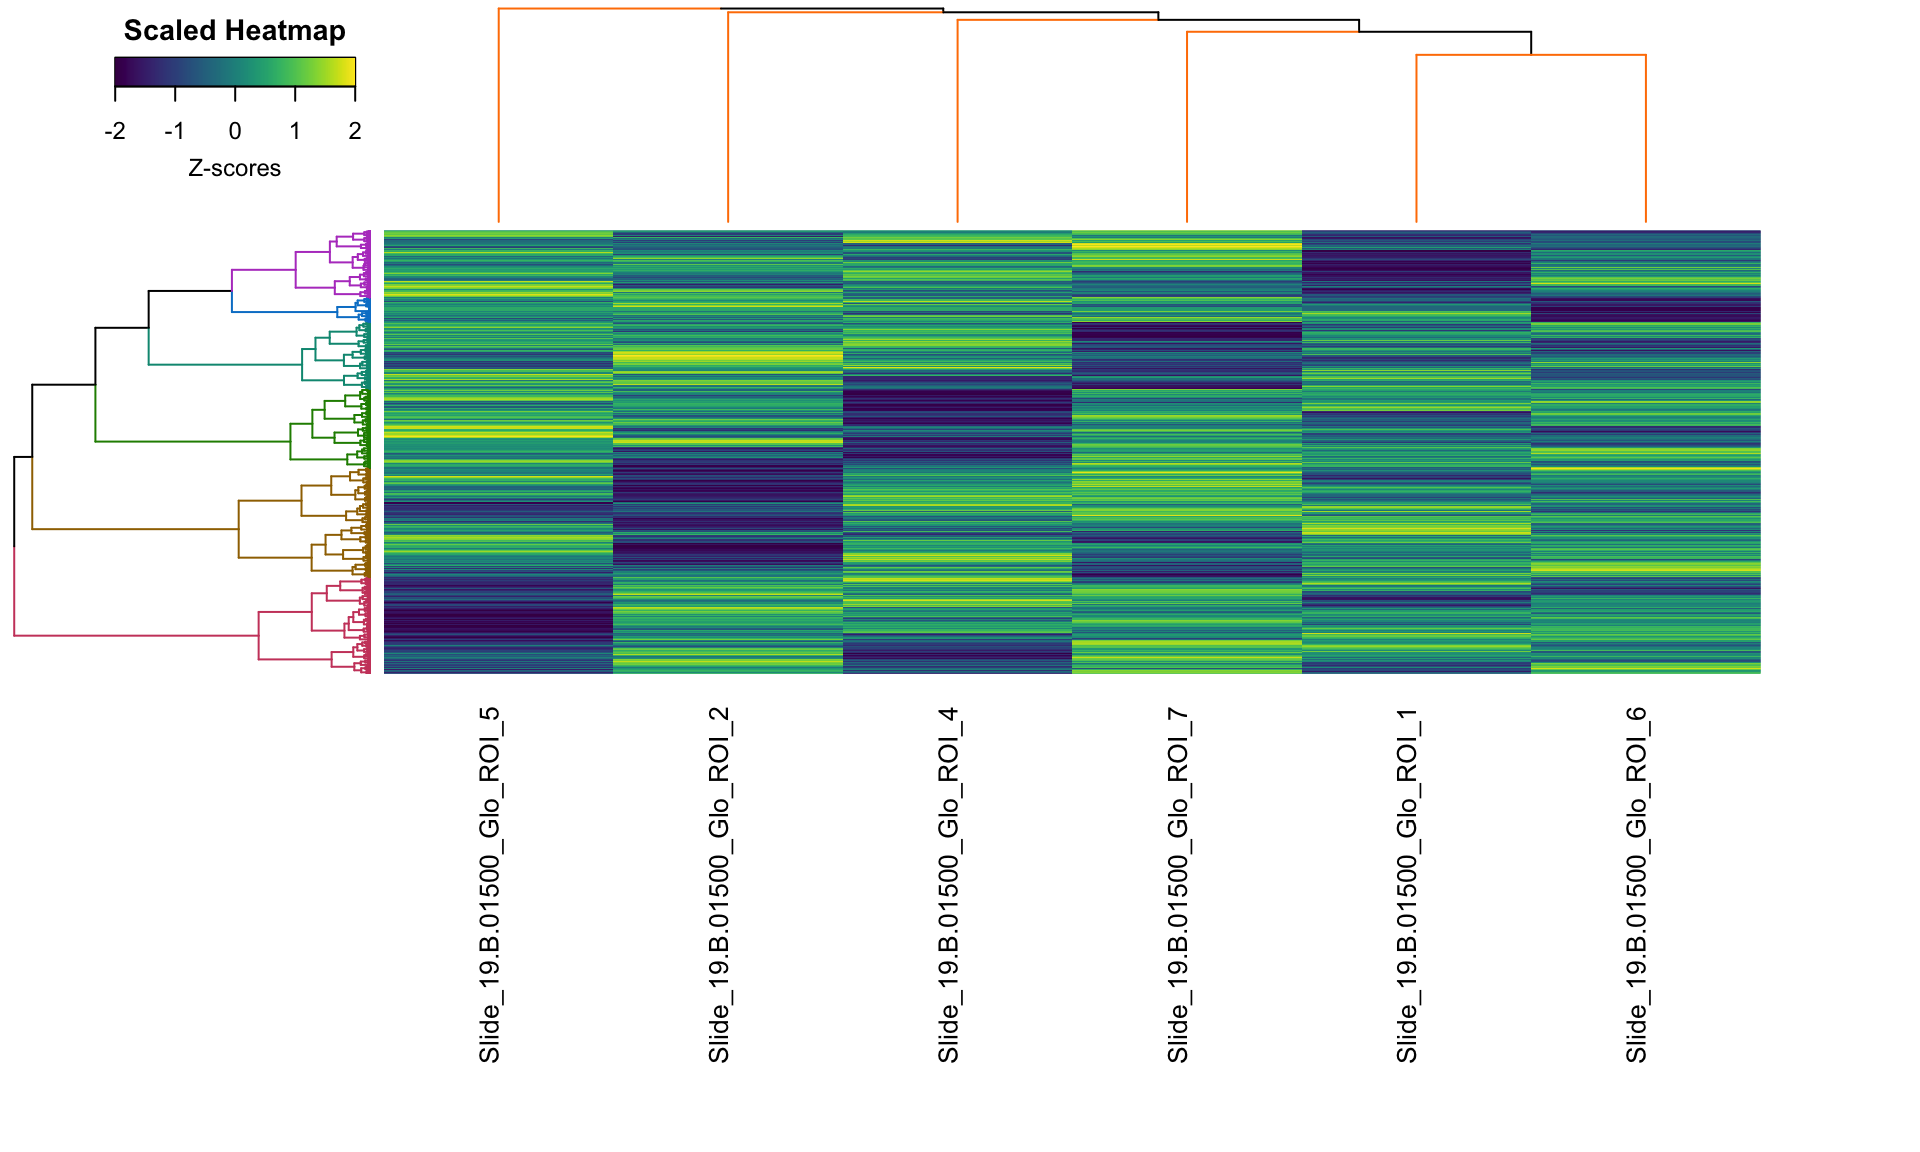 Scaled Heatmap
-2 -1 0 1 2
Z-scores
Slide_19.B.01500_Glo_ROI_5
Slide_19.B.01500_Glo_ROI_2
Slide_19.B.01500_Glo_ROI_4
Slide_19.B.01500_Glo_ROI_7
Slide_19.B.01500_Glo_ROI_1
Slide_19.B.01500_Glo_ROI_6